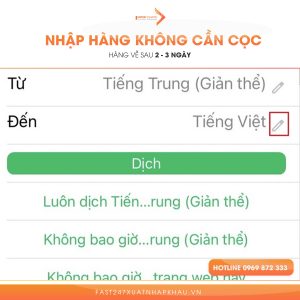 NHẬP HÀNG KHÔNG CẦN CỌC
HÀNG VỀ SAU 2 - 3 NGÀY
Từ Tiếng Trung (Giản thể)
Đến Tiếng Việt
Dịch
Luôn dịch Tiến...rung (Giản thể)
Không bao giờ...rung (Giản thể)
Không bao giờ dịch trang web này
HOTLINE 0969 872 333
FAST247XUATNHAPKHAU.VN